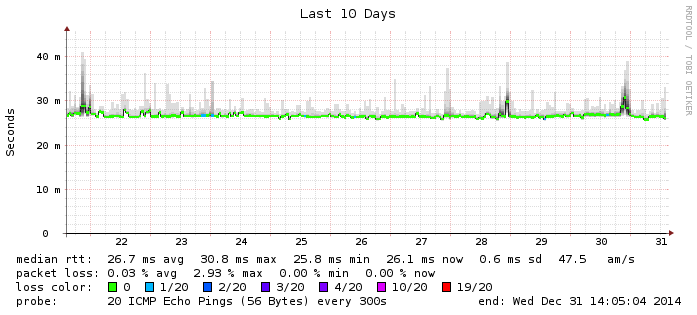 Last 10 Days
RRDTOOL / TOBI OETIKER
Seconds
40 m
30 m
20 m
10 m
0
22 23 24 25 26 27 28 29 30 31
median rtt: 26.7 ms avg 30.8 ms max 25.8 ms min 26.1 ms now 0.6 ms sd 47.5 am/s
packet loss: 0.03 % avg 2.93 % max 0.00 % min 0.00 % now
loss color: 0 1/20 2/20 3/20 4/20 10/20 19/20
probe: 20 ICMP Echo Pings (56 Bytes) every 300s end: Wed Dec 31 14:05:04 2014